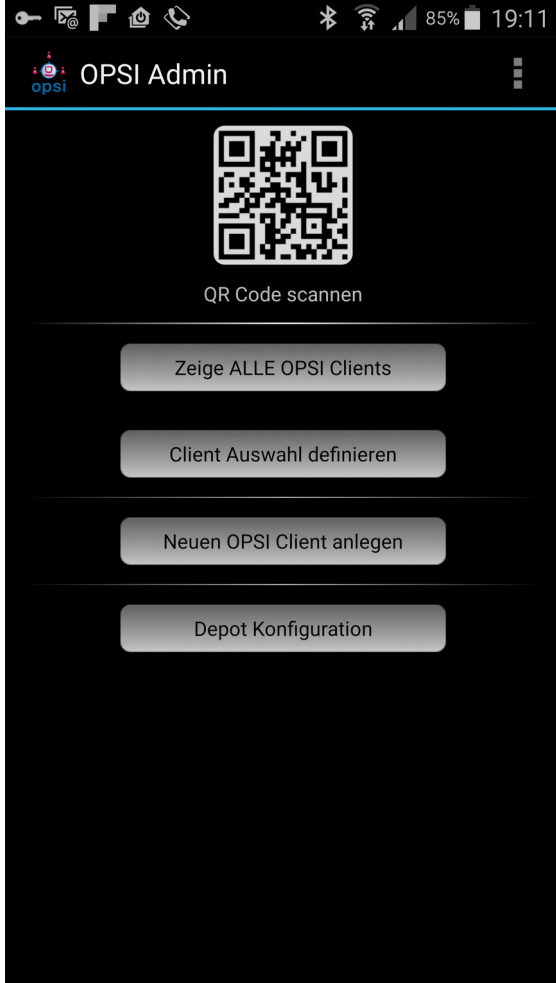 85% 19:11
opsi OPSI Admin
QR Code scannen
Zeige ALLE OPSI Clients
Client Auswahl definieren
Neuen OPSI Client anlegen
Depot Konfiguration